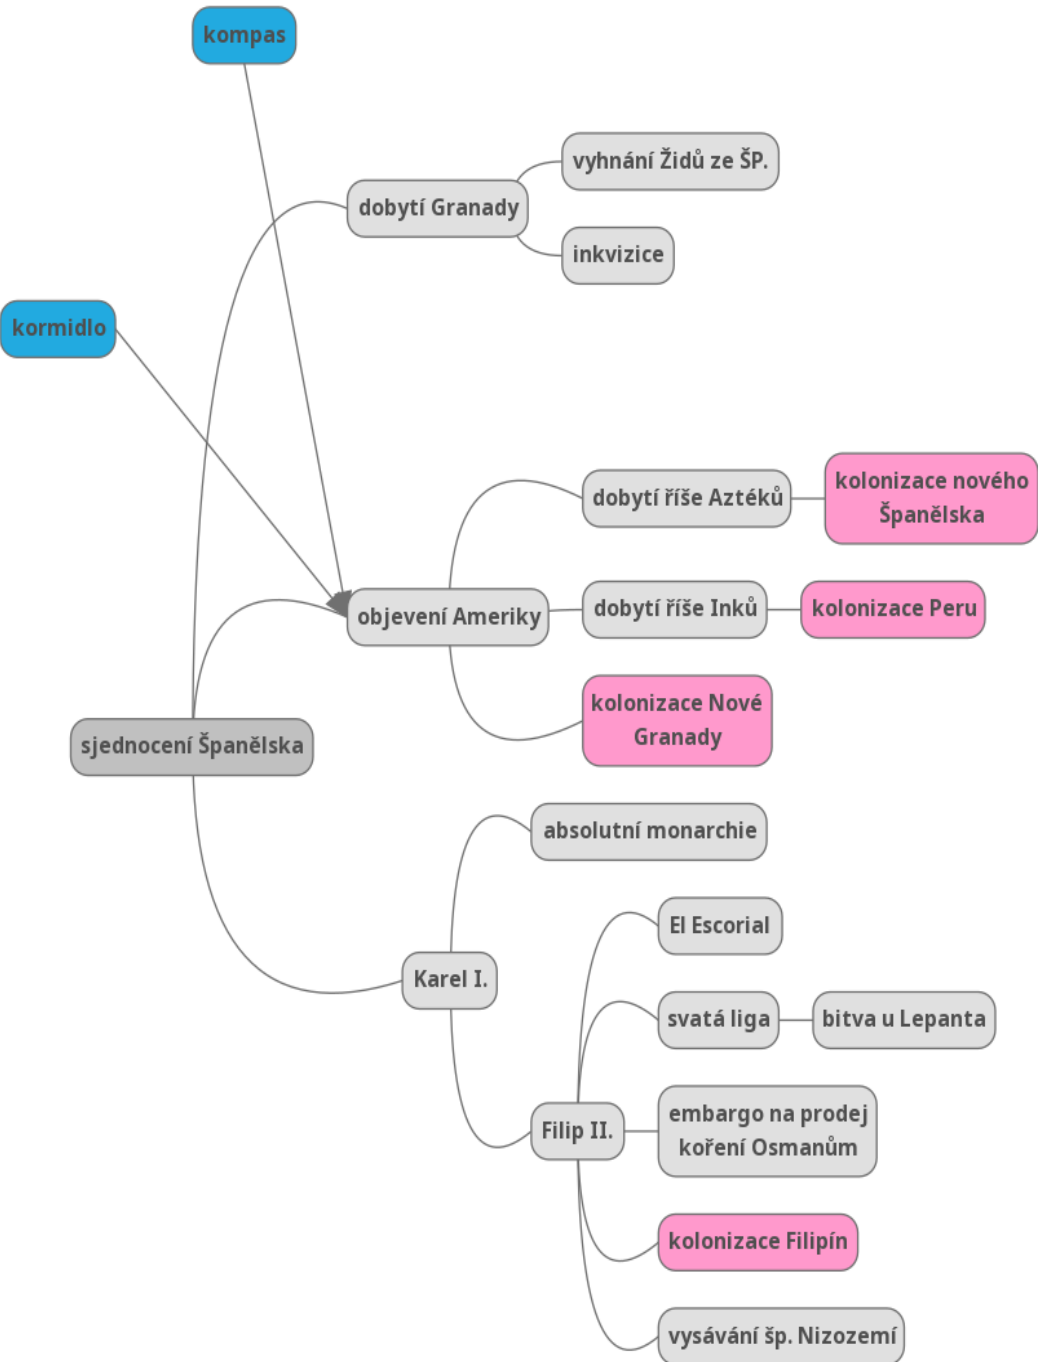 kompas
vyhnání Židů ze ŠP.
dobytí Granady
inkvizice
kormidlo
dobytí říše Aztéků
kolonizace nového
Španělska
objevení Ameriky
dobytí říše Inků
kolonizace Peru
kolonizace Nové
Granady
sjednocení Španělska
absolutní monarchie
El Escorial
Karel I.
svatá liga
bitva u Lepanta
Filip II.
embargo na prodej
koření Osmanům
kolonizace Filipín
vysávání šp. Nizozemí